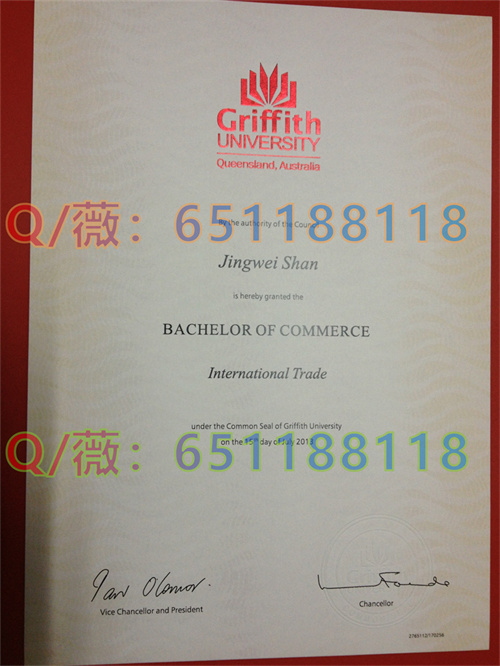 Griffith
UNIVERSITY
Queensland, Australia
By the authority of the Council
Q/薇：651188118
Jingwei Shan
is hereby granted the
BACHELOR OF COMMERCE
International Trade
under the Common Seal of Griffith University
on the 15th day of July 2013
Q/薇：651188118
Vice Chancellor and President
Chancellor